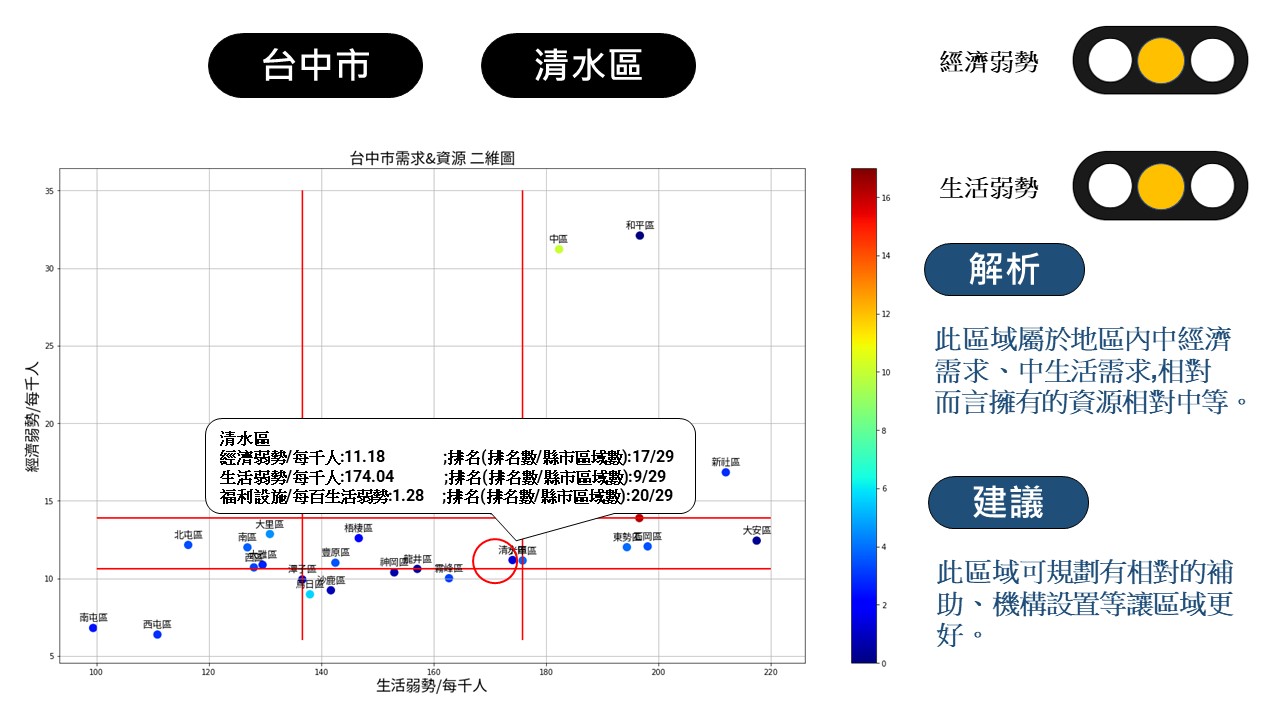 台中市
清水區
經濟弱勢
生活弱勢
台中市需求&資源 二維圖
經濟弱勢/每千人
35
30
25
20
15
10
5
和平區
中區
新社區
大安區
北屯區
大里區
南區
梧棲區
豐原區
神岡區
龍井區
霧峰區
潭子區
烏日區
沙鹿區
東勢區
南屯區
西屯區
清水區
清水區
經濟弱勢/每千人:11.18 ;排名(排名數/縣市區域數):17/29
生活弱勢/每千人:174.04 ;排名(排名數/縣市區域數):9/29
福利設施/每百生活弱勢:1.28 ;排名(排名數/縣市區域數):20/29
100
120
140
160
180
200
220
生活弱勢/每千人
16
14
12
10
8
6
4
2
0
解析
此區域屬於地區內中經濟
需求、中生活需求,相對
而言擁有的資源相對中等。
建議
此區域可規劃有相對的補
助、機構設置等讓區域更
好。